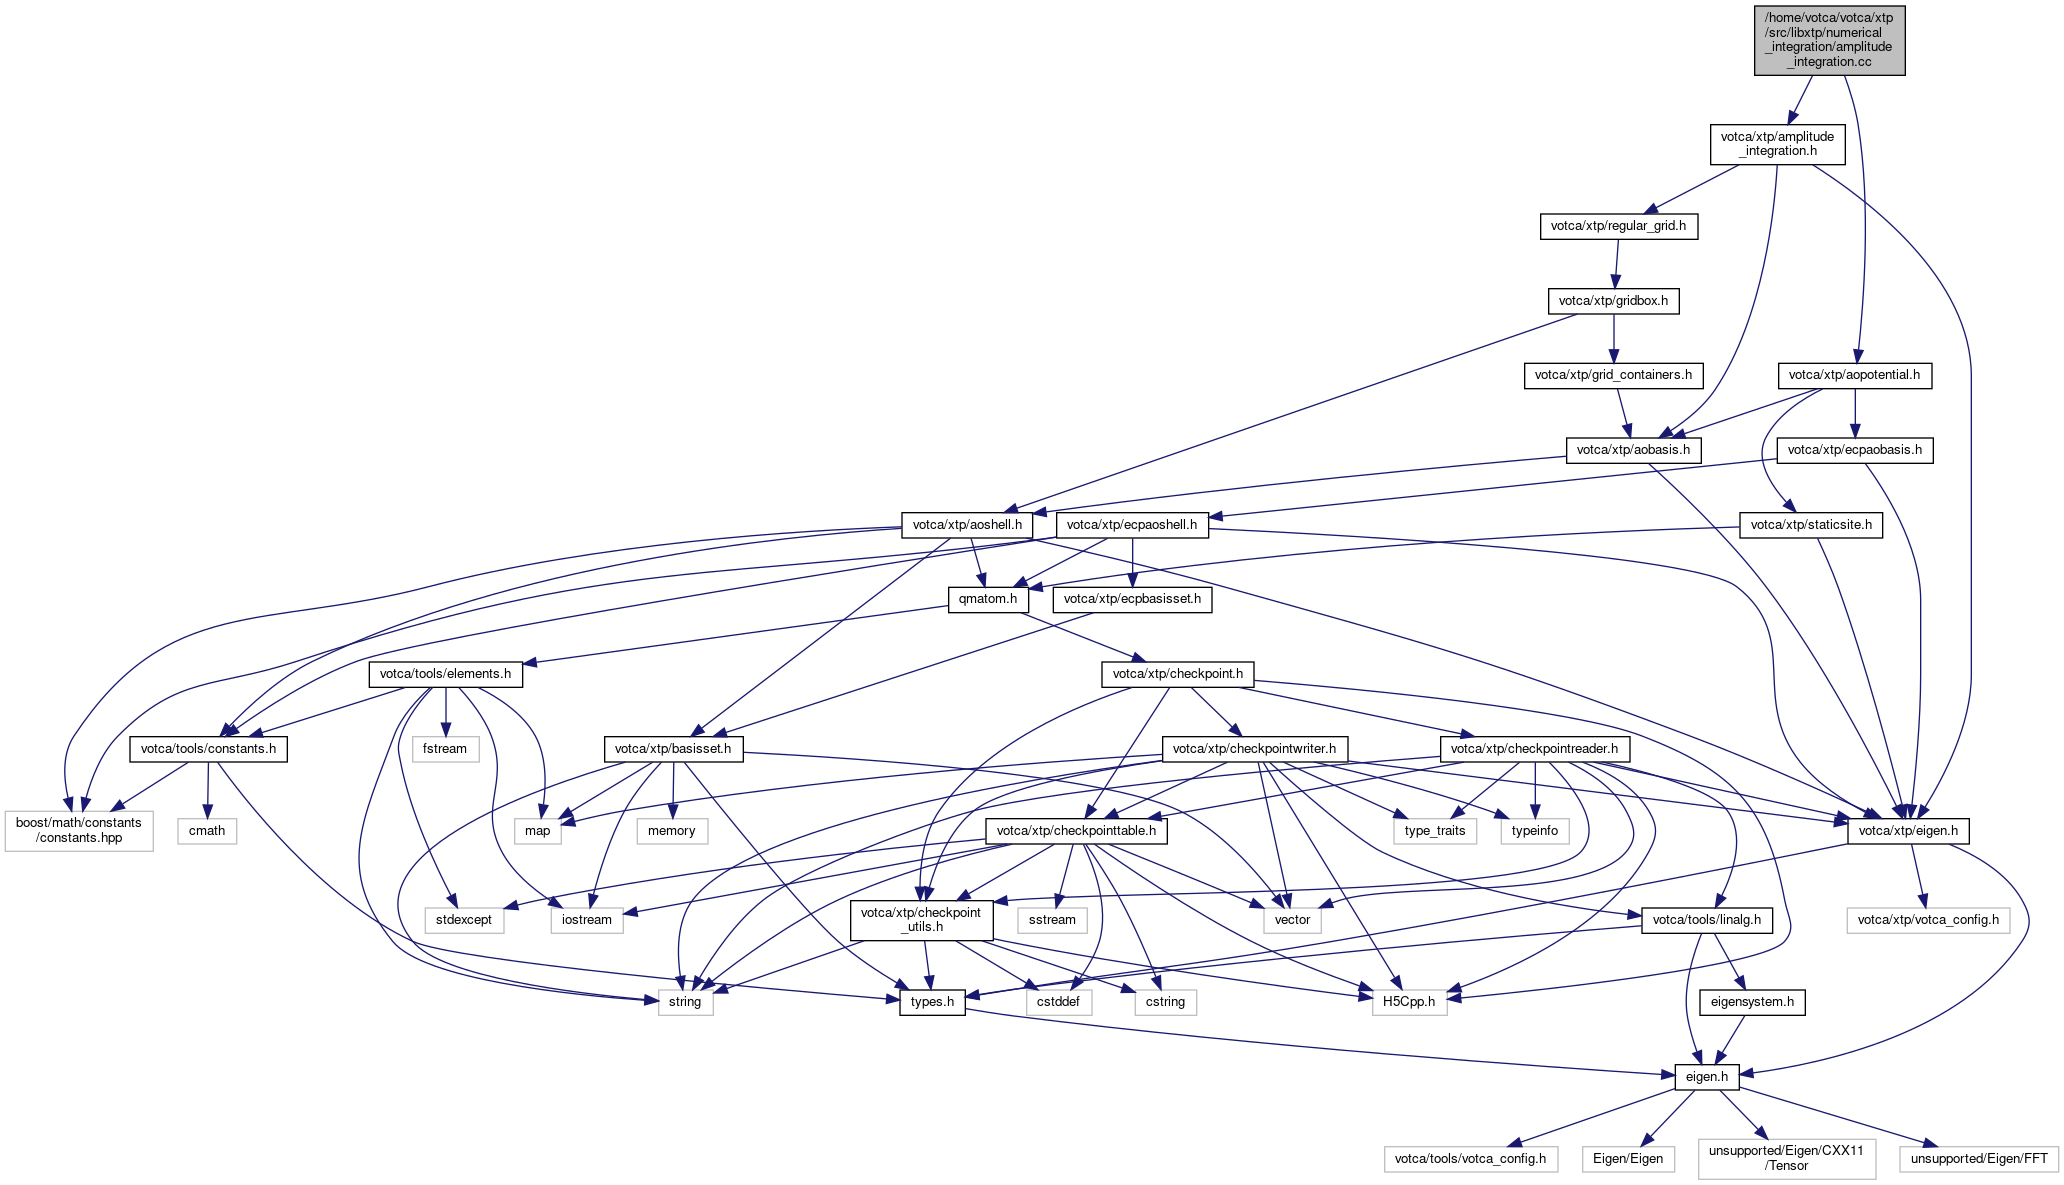 /home/votca/votca/xtp
/src/libxtp/numerical
_integration/amplitude
_integration.cc
votca/xtp/amplitude
_integration.h
votca/xtp/regular_grid.h
votca/xtp/gridbox.h
votca/xtp/grid_containers.h
votca/xtp/aopotential.h
votca/xtp/aobasis.h
votca/xtp/ecpaobasis.h
votca/xtp/aoshell.h
votca/xtp/ecpaoshell.h
votca/xtp/staticsite.h
qmatom.h
votca/xtp/ecpbasisset.h
votca/tools/elements.h
votca/xtp/checkpoint.h
votca/tools/constants.h
fstream
votca/xtp/basisset.h
votca/xtp/checkpointwriter.h
votca/xtp/checkpointreader.h
boost/math/constants
/constants.hpp
cmath
map
memory
votca/xtp/checkpointtable.h
type_traits
typeinfo
votca/xtp/eigen.h
stdexcept
iostream
votca/xtp/checkpoint
_utils.h
sstream
vector
votca/tools/linalg.h
votca/xtp/votca_config.h
string
types.h
cstddef
cstring
H5Cpp.h
eigensystem.h
eigen.h
votca/tools/votca_config.h
Eigen/Eigen
unsupported/Eigen/CXX11
/Tensor
unsupported/Eigen/FFT